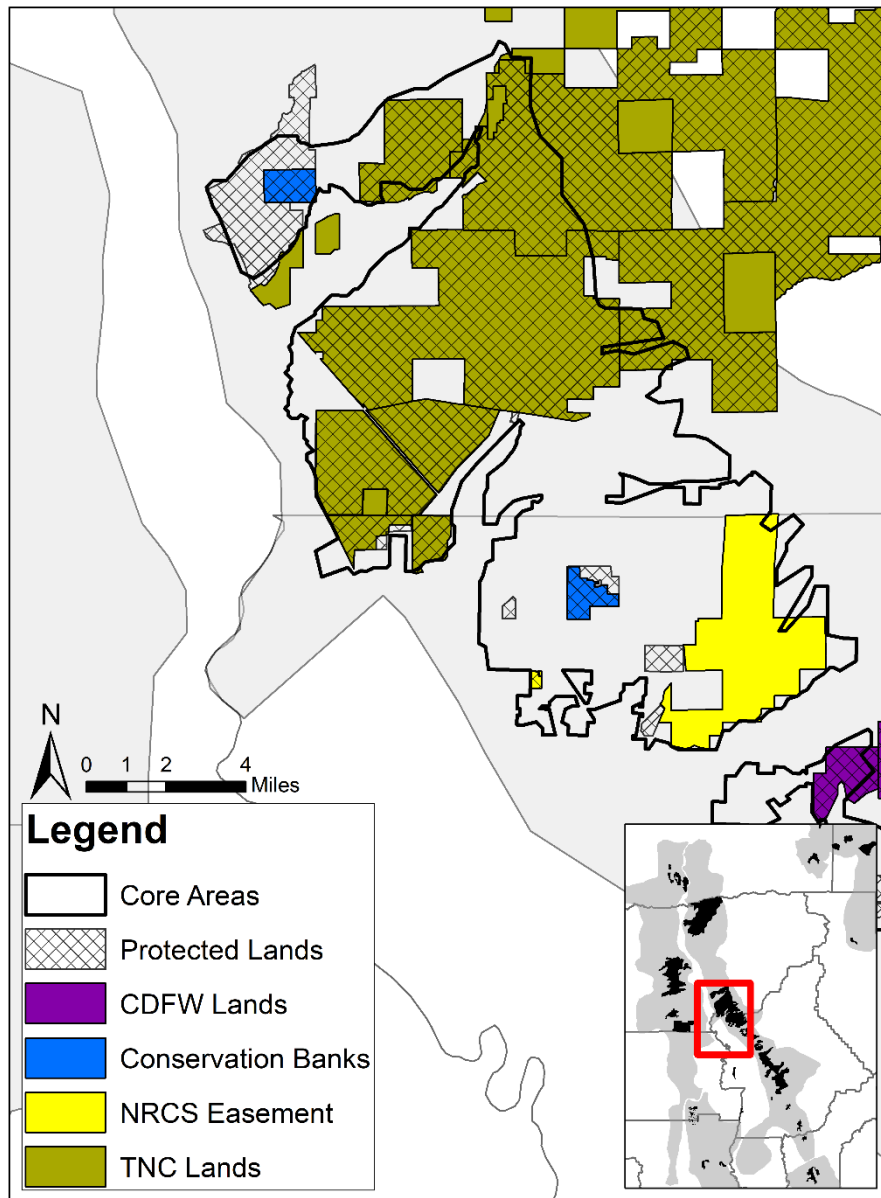 N
0 1 2 4
Miles
Legend
Core Areas
Protected Lands
CDFW Lands
Conservation Banks
NRCS Easement
TNC Lands